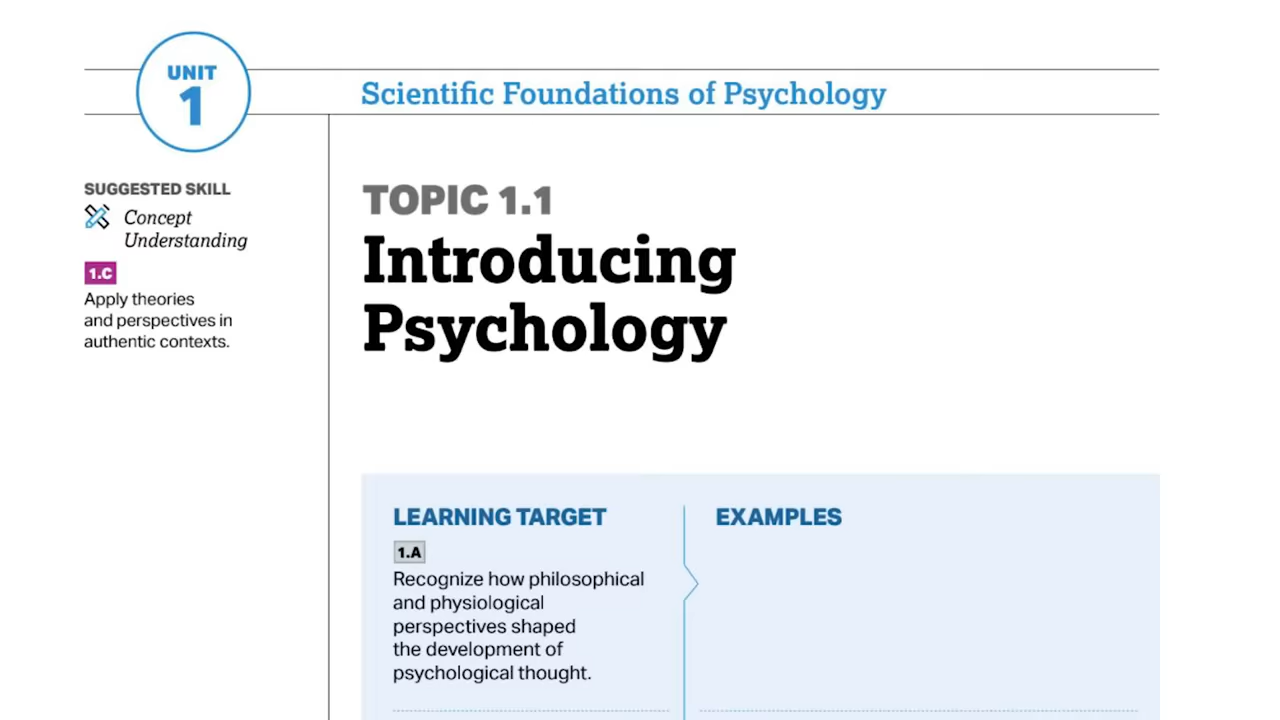 UNIT
1
Scientific Foundations of Psychology
SUGGESTED SKILL
Concept
Understanding
1.C
Apply theories
and perspectives in
authentic contexts.
TOPIC 1.1
Introducing
Psychology
LEARNING TARGET
1.A
Recognize how philosophical
and physiological
perspectives shaped
the development of
psychological thought.
EXAMPLES